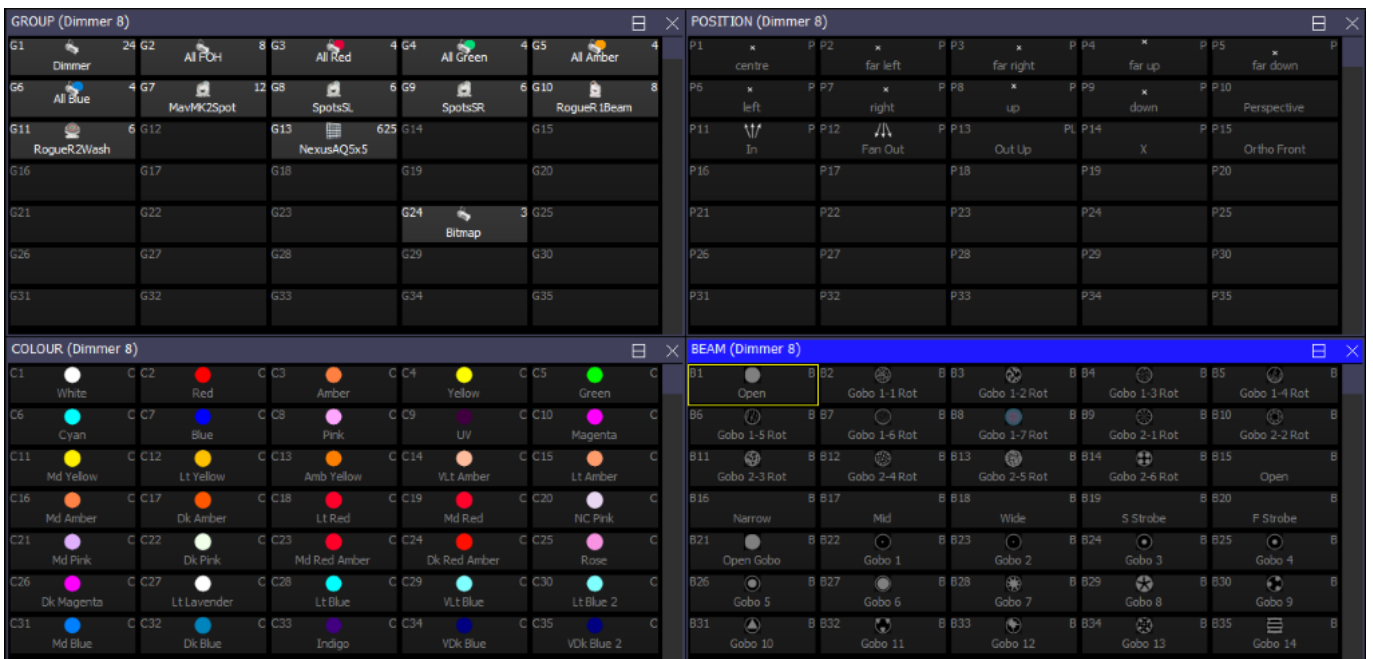 GROUP (Dimmer 8)
G1 24 G2 8 G3 4 G4 4 G5 4
Dimmer All FOH All Red All Green All Amber
G6 4 G7 12 G8 6 G9 6 G10 8
All Blue MavMK2Spot SpotsSL SpotsSR RogueR1Beam
G11 6 G12 G13 625 G14 G15
RogueR2Wash NexusAQ5x5
G16 G17 G18 G19 G20
G21 G22 G23 G24 3 G25
Bitmap
G26 G27 G28 G29 G30
G31 G32 G33 G34 G35
POSITION (Dimmer 8)
P1 P P2 P P3 P P4 P P5 P
centre far left far right far up far down
P6 P P7 P P8 P P9 P P10
left right up down Perspective
P11 P P12 P P13 PL P14 P P15
In Fan Out Out Up X Ortho Front
P16 P17 P18 P19 P20
P21 P22 P23 P24 P25
P26 P27 P28 P29 P30
P31 P32 P33 P34 P35
COLOUR (Dimmer 8)
C1 C C2 C C3 C C4 C C5 C
White Red Amber Yellow Green
C6 C C7 C C8 C C9 C C10 C
Cyan Blue Pink UV Magenta
C11 C C12 C C13 C C14 C C15 C
Md Yellow Lt Yellow Amb Yellow VLt Amber Lt Amber
C16 C C17 C C18 C C19 C C20 C
Md Amber Dk Amber Lt Red Md Red NC Pink
C21 C C22 C C23 C C24 C C25 C
Md Pink Dk Pink Md Red Amber Dk Red Amber Rose
C26 C C27 C C28 C C29 C C30 C
Dk Magenta Lt Lavender Lt Blue VLt Blue Lt Blue 2
C31 C C32 C C33 C C34 C C35 C
Md Blue Dk Blue Indigo VDk Blue VDk Blue 2
BEAM (Dimmer 8)
B1 B B2 B B3 B B4 B B5 B
Open Gobo 1-1 Rot Gobo 1-2 Rot Gobo 1-3 Rot Gobo 1-4 Rot
B6 B B7 B B8 B B9 B B10 B
Gobo 1-5 Rot Gobo 1-6 Rot Gobo 1-7 Rot Gobo 2-1 Rot Gobo 2-2 Rot
B11 B B12 B B13 B B14 B B15 B
Gobo 2-3 Rot Gobo 2-4 Rot Gobo 2-5 Rot Gobo 2-6 Rot Open
B16 B B17 B B18 B B19 B B20 B
Narrow Mid Wide S Strobe F Strobe
B21 B B22 B B23 B B24 B B25 B
Open Gobo Gobo 1 Gobo 2 Gobo 3 Gobo 4
B26 B B27 B B28 B B29 B B30 B
Gobo 5 Gobo 6 Gobo 7 Gobo 8 Gobo 9
B31 B B32 B B33 B B34 B B35 B
Gobo 10 Gobo 11 Gobo 12 Gobo 13 Gobo 14